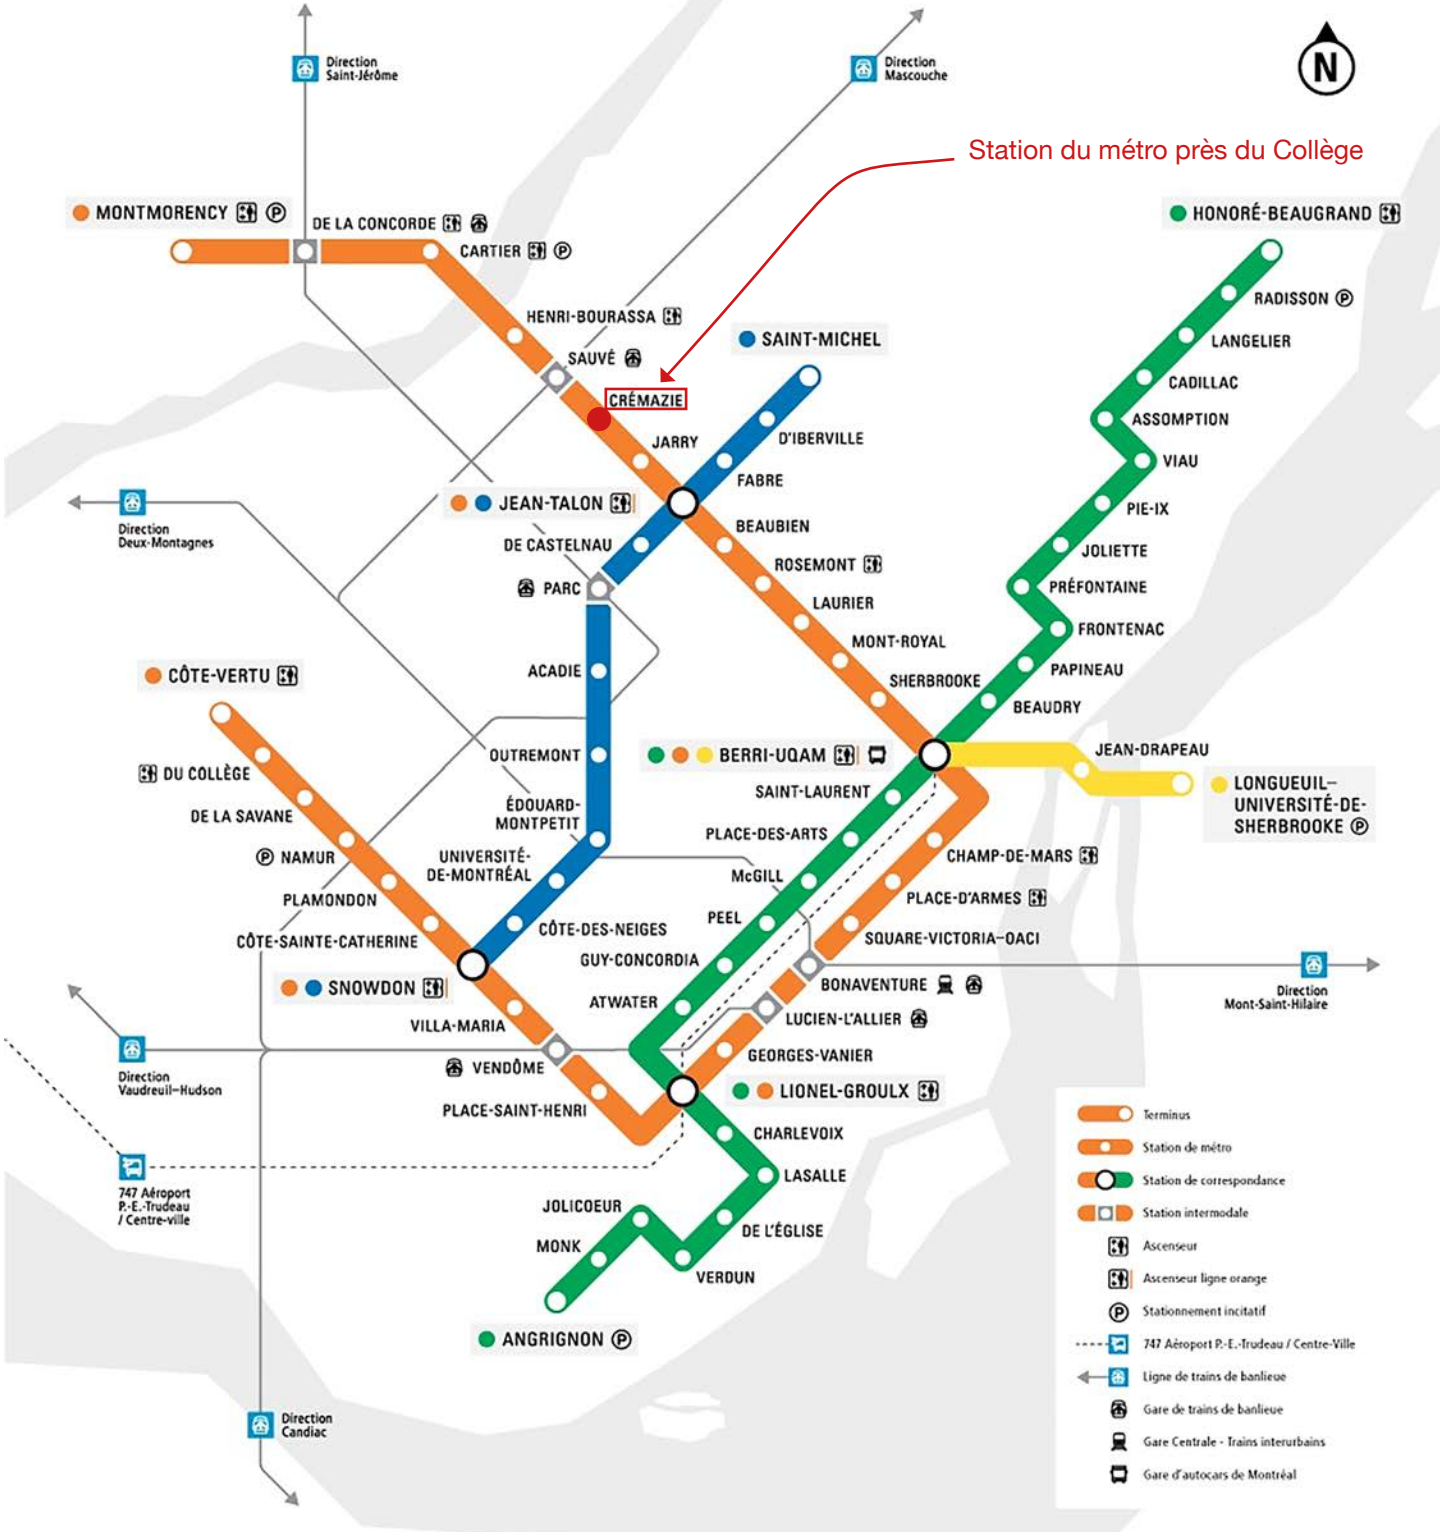 Direction
Saint-Jérôme
Direction
Mascouche
N
Station du métro près du Collège
MONTMORENCY P
DE LA CONCORDE
CARTIER P
HONORÉ-BEAUGRAND
RADISSON P
HENRI-BOURASSA
SAUVÉ
SAINT-MICHEL
LANGELIER
CADILLAC
CRÉMAZIE
ASSOMPTION
JARRY
D'IBERVILLE
VIAU
FABRE
JEAN-TALON
PIE-IX
Direction
Deux-Montagnes
BEAUBIEN
DE CASTELNAU
JOLIETTE
ROSEMONT
PARC
PRÉFONTAINE
LAURIER
FRONTENAC
MONT-ROYAL
ACADIE
PAPINEAU
CÔTE-VERTU
SHERBROOKE
BEAUDRY
OUTREMONT
BERRI-UQAM
JEAN-DRAPEAU
DU COLLÈGE
SAINT-LAURENT
LONGUEUIL–
UNIVERSITÉ-DE-
SHERBROOKE P
DE LA SAVANE
ÉDOUARD-
MONTPETIT
PLACE-DES-ARTS
P NAMUR
UNIVERSITÉ-
DE-MONTRÉAL
CHAMP-DE-MARS
McGILL
PLAMONDON
PLACE-D'ARMES
PEEL
CÔTE-SAINTE-CATHERINE
CÔTE-DES-NEIGES
SQUARE-VICTORIA–OACI
GUY-CONCORDIA
SNOWDON
BONAVENTURE
Direction
Mont-Saint-Hilaire
ATWATER
LUCIEN-L'ALLIER
VILLA-MARIA
GEORGES-VANIER
VENDÔME
Direction
Vaudreuil–Hudson
LIONEL-GROULX
PLACE-SAINT-HENRI
CHARLEVOIX
LASALLE
747 Aéroport
P.-E.-Trudeau
/ Centre-ville
JOLICOEUR
DE L'ÉGLISE
MONK
VERDUN
ANGRIGNON P
Direction
Candiac
Terminus
Station de métro
Station de correspondance
Station intermodale
Ascenseur
Ascenseur ligne orange
P Stationnement incitatif
747 Aéroport P.-E.-Trudeau / Centre-Ville
Ligne de trains de banlieue
Gare de trains de banlieue
Gare Centrale - Trains interurbains
Gare d'autocars de Montréal